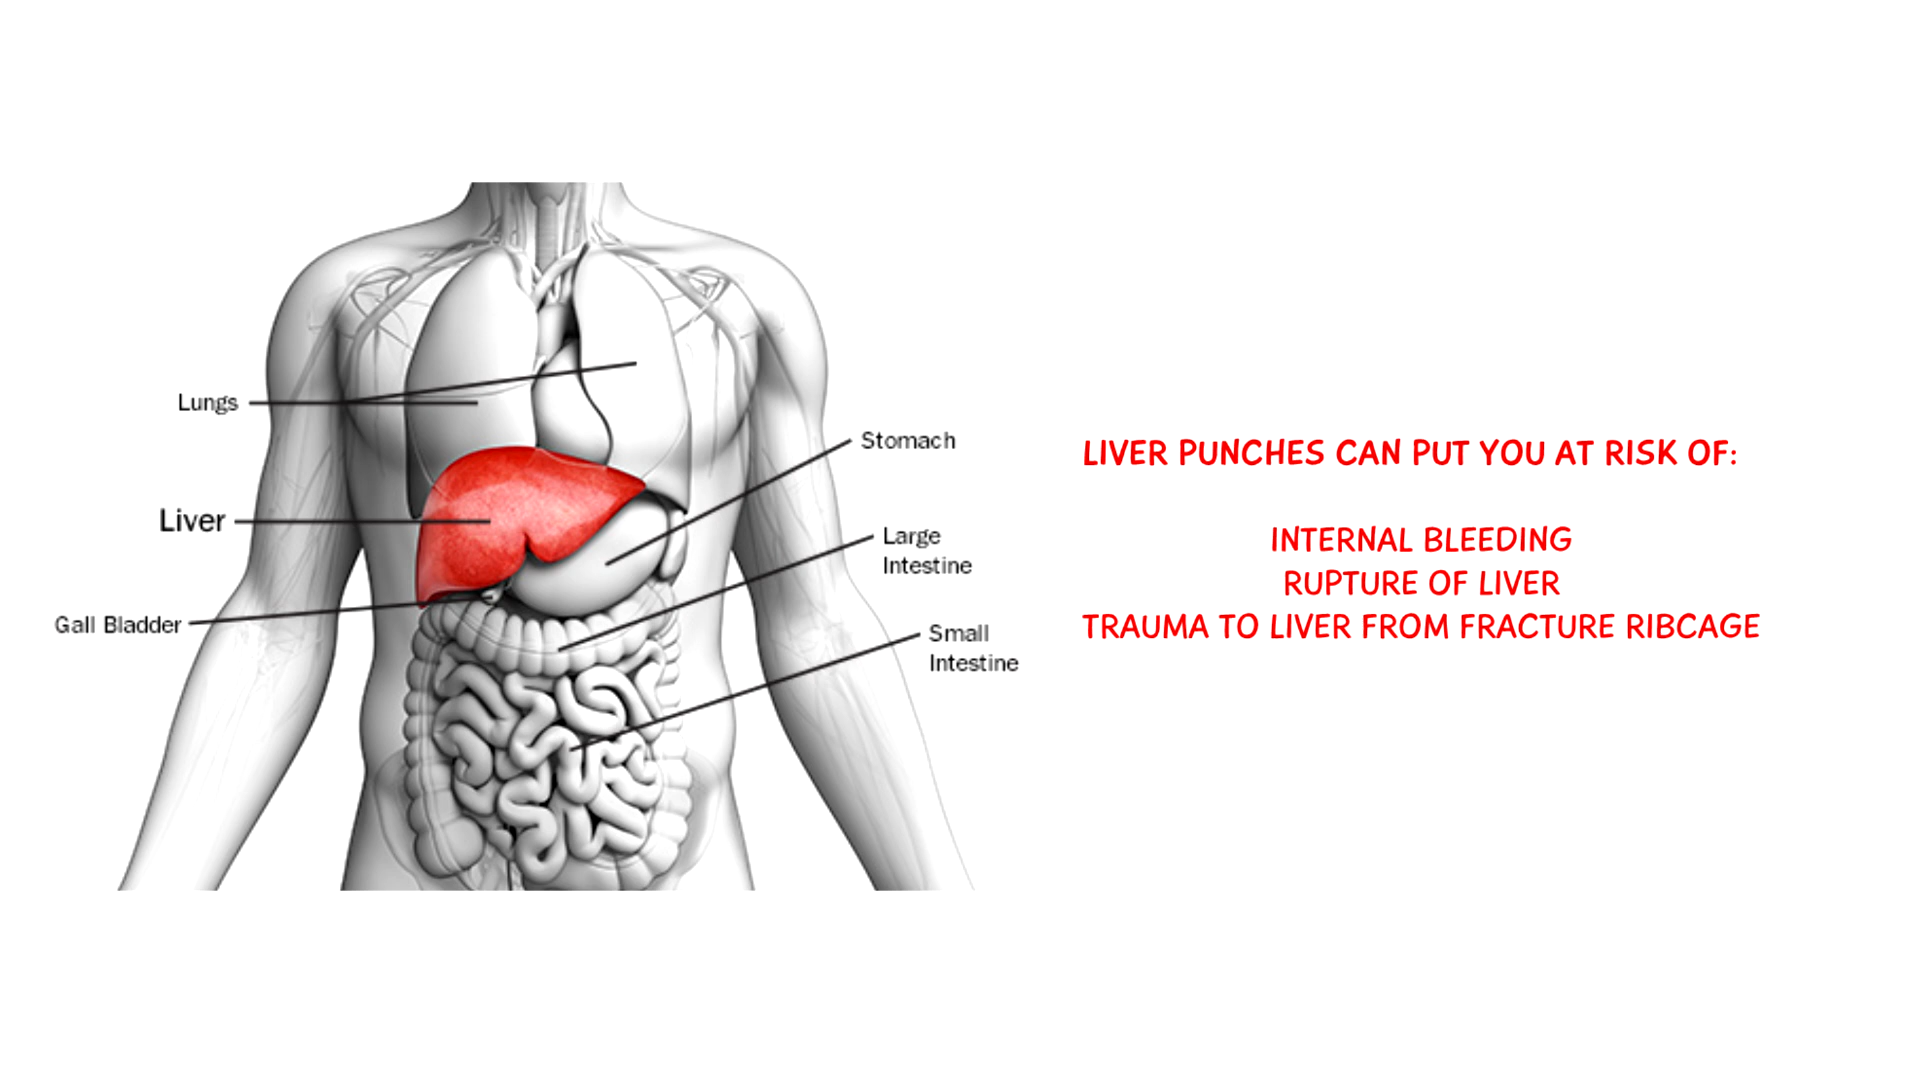 Lungs
Liver
Gall Bladder
Stomach
Large
Intestine
Small
Intestine
LIVER PUNCHES CAN PUT YOU AT RISK OF:
INTERNAL BLEEDING
RUPTURE OF LIVER
TRAUMA TO LIVER FROM FRACTURE RIBCAGE